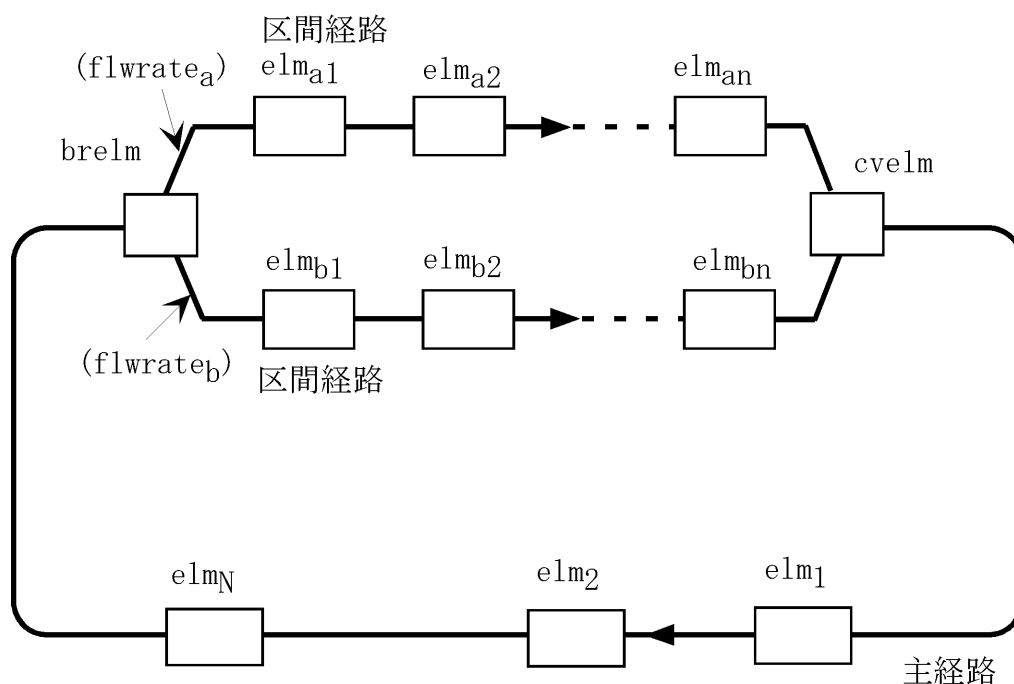 区間経路
(flwrate_a)
elm_a1
elm_a2
elm_an
brelm
cvelm
elm_b1
elm_b2
elm_bn
(flwrate_b)
区間経路
elm_N
elm_2
elm_1
主経路